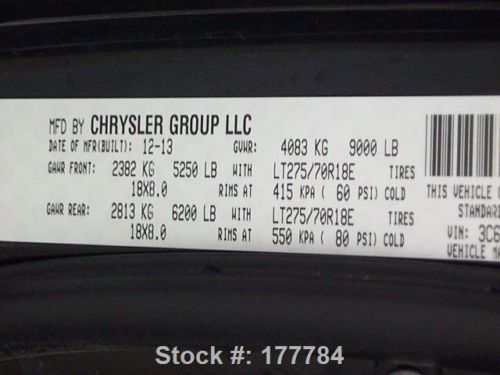 MFD BY CHRYSLER GROUP LLC
DATE OF MFR(BUILT): 12-13 GVWR: 4083 KG 9000 LB
GAWR FRONT: 2382 KG 5250 LB WITH LT275/70R18E TIRES
18X8.0 RIMS AT 415 KPA ( 60 PSI) COLD
GAWR REAR: 2813 KG 6200 LB WITH LT275/70R18E TIRES
18X8.0 RIMS AT 550 KPA ( 80 PSI) COLD
THIS VEHICLE
STANDAR
VIN: 3C6
VEHICLE
Stock #: 177784